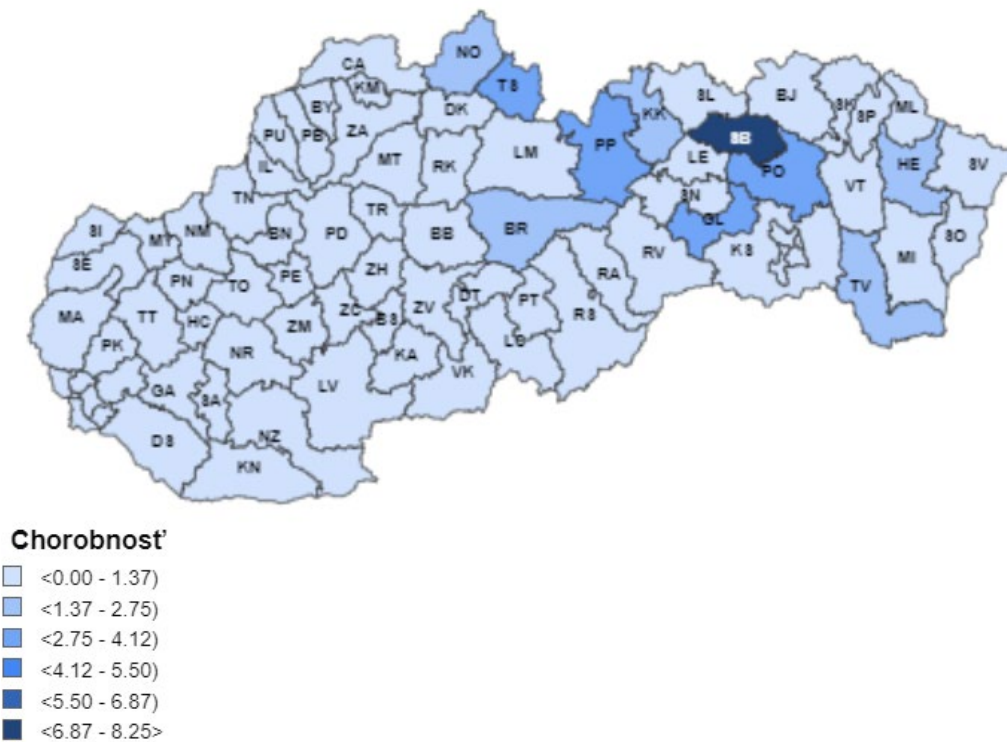 NO
CA
TS
KM
BY
DK
KK
SL
BJ
SK
SP
ML
PU
PB
ZA
IL
MT
RK
LM
PP
SB
LE
PO
HE
SV
VT
TN
TR
SN
GL
SI
MY
NM
BN
PD
BB
BR
RV
KS
SO
MI
SE
PN
TO
PE
ZH
RA
TV
MA
TT
HC
ZM
ZC
BS
ZV
DT
PT
RS
PK
NR
KA
LC
GA
SA
LV
VK
DS
NZ
KN
Chorobnosť
<0.00 - 1.37)
<1.37 - 2.75)
<2.75 - 4.12)
<4.12 - 5.50)
<5.50 - 6.87)
<6.87 - 8.25>